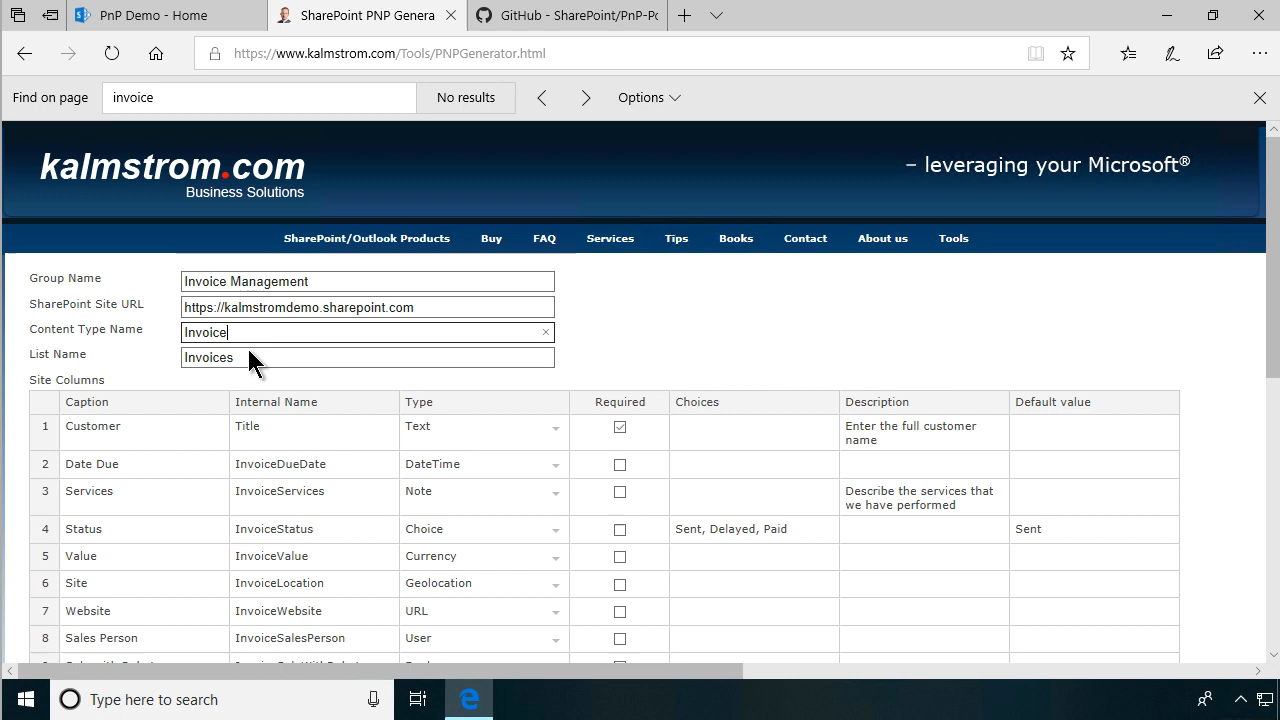 PnP Demo - Home
SharePoint PNP Genera
GitHub - SharePoint/PnP-Po
https://www.kalmstrom.com/Tools/PNPGenerator.html
Find on page
invoice
No results
Options
kalmstrom.com
Business Solutions
– leveraging your Microsoft®
SharePoint/Outlook Products Buy FAQ Services Tips Books Contact About us Tools
Group Name Invoice Management
SharePoint Site URL https://kalmstromdemo.sharepoint.com
Content Type Name Invoice
List Name Invoices
Site Columns
Caption Internal Name Type Required Choices Description Default value
1 Customer Title Text Enter the full customer
name
2 Date Due InvoiceDueDate DateTime
3 Services InvoiceServices Note Describe the services that
we have performed
4 Status InvoiceStatus Choice Sent, Delayed, Paid Sent
5 Value InvoiceValue Currency
6 Site InvoiceLocation Geolocation
7 Website InvoiceWebsite URL
8 Sales Person InvoiceSalesPerson User
Type here to search